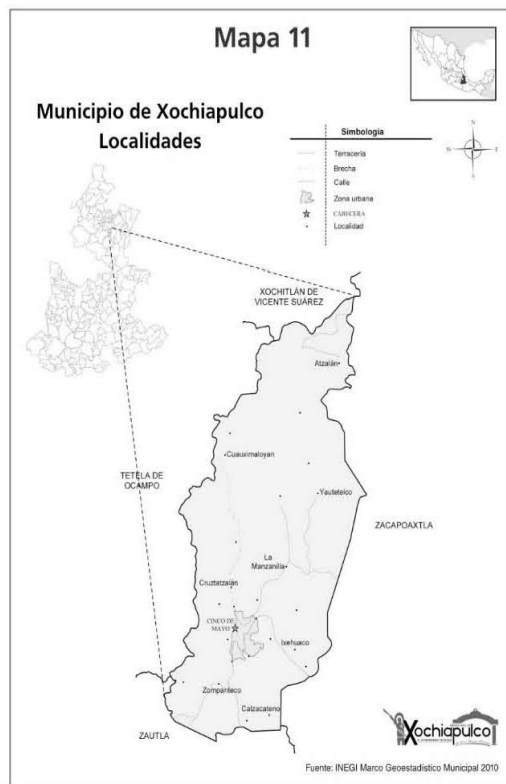 Mapa 11
Municipio de Xochiapulco
Localidades
Simbología
Terracería
Brecha
Calle
Zona urbana
CABECERA
Localidad
N
S
XOCHITLÁN DE
VICENTE SUÁREZ
Atzalán
Cuauximaloyan
TETELA DE
OCAMPO
Yautetelco
ZACAPOAXTLA
La
Manzanilla
Cruztatzalán
CINCO DE
MAYO
Ixehuaco
Zompanteco
Calzacateno
ZAUTLA
Xochiapulco
Fuente: INEGI Marco Geoestadístico Municipal 2010